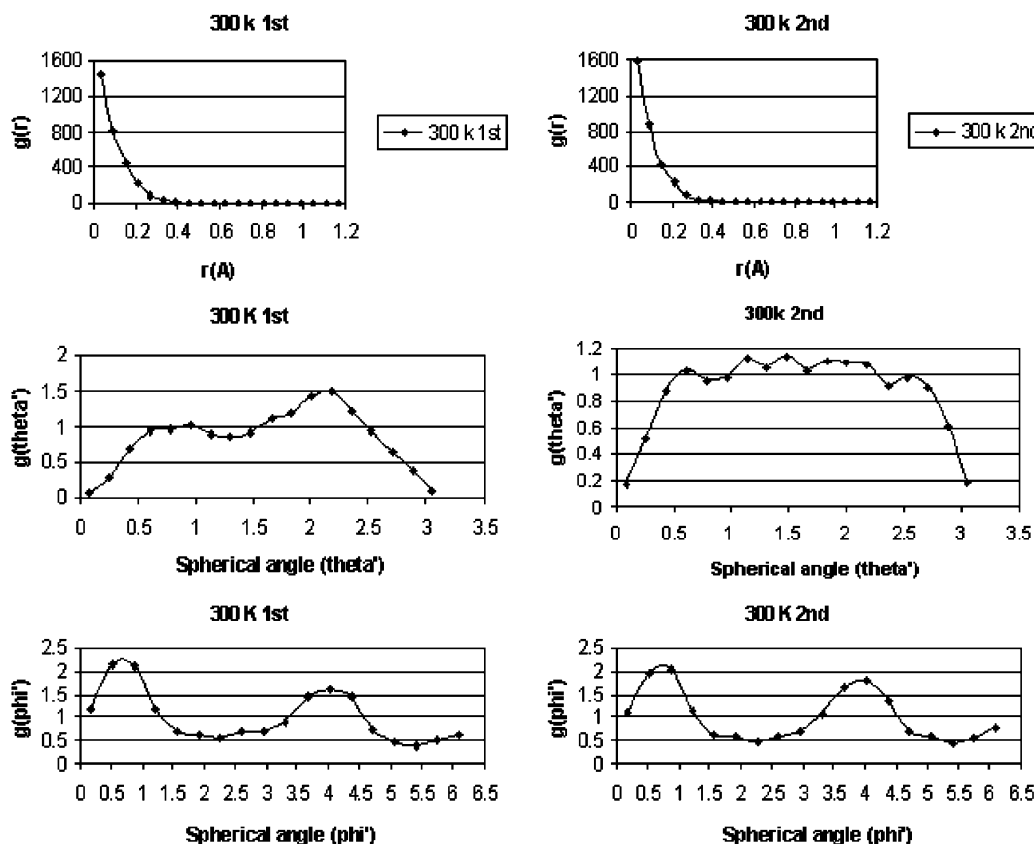 300 k 1st
1600
1200
800
400
0
g(r)
0 0.2 0.4 0.6 0.8 1 1.2
r(A)
300 k 1st
300 k 2nd
1600
1200
800
400
0
g(r)
0 0.2 0.4 0.6 0.8 1 1.2
r(A)
300 k 2nd
300 K 1st
2
1.5
1
0.5
0
g(theta')
0 0.5 1 1.5 2 2.5 3 3.5
Spherical angle (theta')
300k 2nd
1.2
1
0.8
0.6
0.4
0.2
0
g(theta')
0 0.5 1 1.5 2 2.5 3 3.5
Spherical angle (theta')
300 K 1st
2.5
2
1.5
1
0.5
0
g(phi')
0 0.5 1 1.5 2 2.5 3 3.5 4 4.5 5 5.5 6 6.5
Spherical angle (phi')
300 K 2nd
2.5
2
1.5
1
0.5
0
g(phi')
0 0.5 1 1.5 2 2.5 3 3.5 4 4.5 5 5.5 6 6.5
Spherical angle (phi')